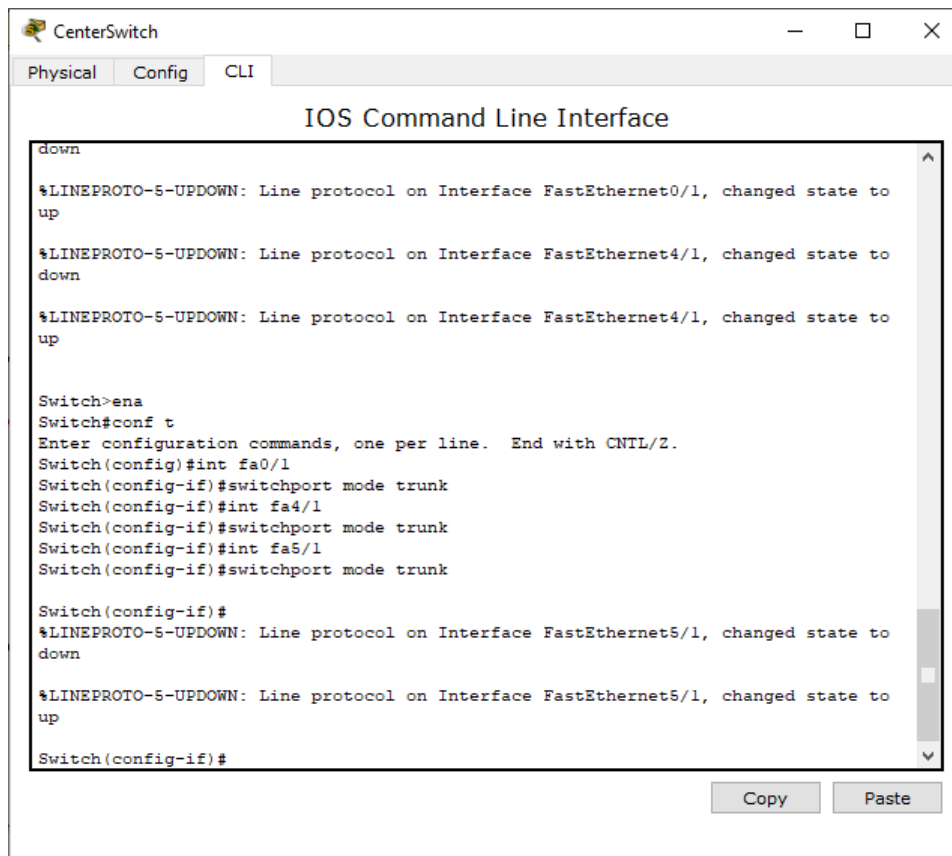 CenterSwitch
Physical Config CLI
IOS Command Line Interface
down
%LINEPROTO-5-UPDOWN: Line protocol on Interface FastEthernet0/1, changed state to
up
%LINEPROTO-5-UPDOWN: Line protocol on Interface FastEthernet4/1, changed state to
down
%LINEPROTO-5-UPDOWN: Line protocol on Interface FastEthernet4/1, changed state to
up
Switch>ena
Switch#conf t
Enter configuration commands, one per line.  End with CNTL/Z.
Switch(config)#int fa0/1
Switch(config-if)#switchport mode trunk
Switch(config-if)#int fa4/1
Switch(config-if)#switchport mode trunk
Switch(config-if)#int fa5/1
Switch(config-if)#switchport mode trunk
Switch(config-if)#
%LINEPROTO-5-UPDOWN: Line protocol on Interface FastEthernet5/1, changed state to
down
%LINEPROTO-5-UPDOWN: Line protocol on Interface FastEthernet5/1, changed state to
up
Switch(config-if)#
Copy Paste